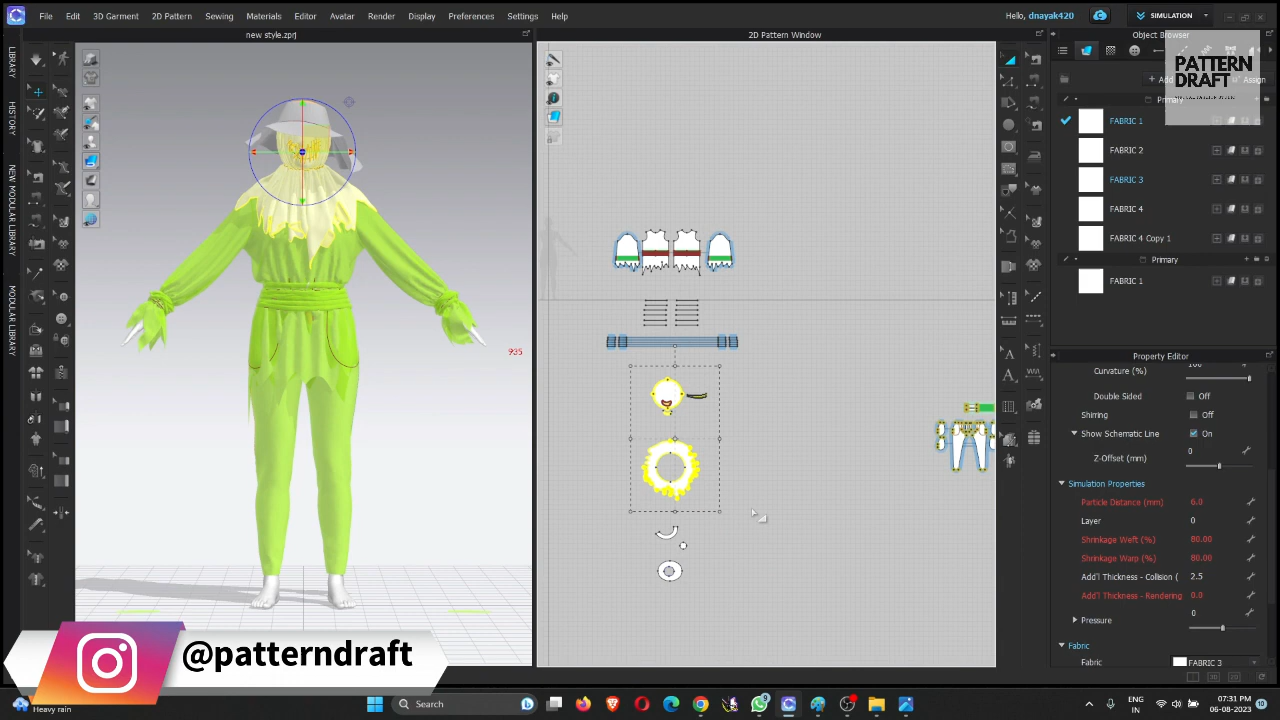 File Edit 3D Garment 2D Pattern Sewing Materials Editor Avatar Render Display Preferences Settings Help
Hello, dnayak420
SIMULATION
new style.zprj
2D Pattern Window
Object Browser
PATTERN
DRAFT
LIBRARY
HISTORY
NEW MODULAR LIBRARY
MODULAR LIBRARY
Add
Assign
Primary
FABRIC 1
FABRIC 2
FABRIC 3
FABRIC 4
FABRIC 4 Copy 1
Primary
FABRIC 1
935
Property Editor
Curvature (%) 100
Double Sided Off
Shirring Off
Show Schematic Line On
Z-Offset (mm) 0
Simulation Properties
Particle Distance (mm) 6.0
Layer 0
Shrinkage Weft (%) 80.00
Shrinkage Warp (%) 80.00
Add'l Thickness - Collision ( 2.5
Add'l Thickness - Rendering 0.0
Pressure 0
Fabric
Fabric FABRIC 3
@patterndraft
Heavy rain
Search
9
ENG
IN
07:31 PM
06-08-2023